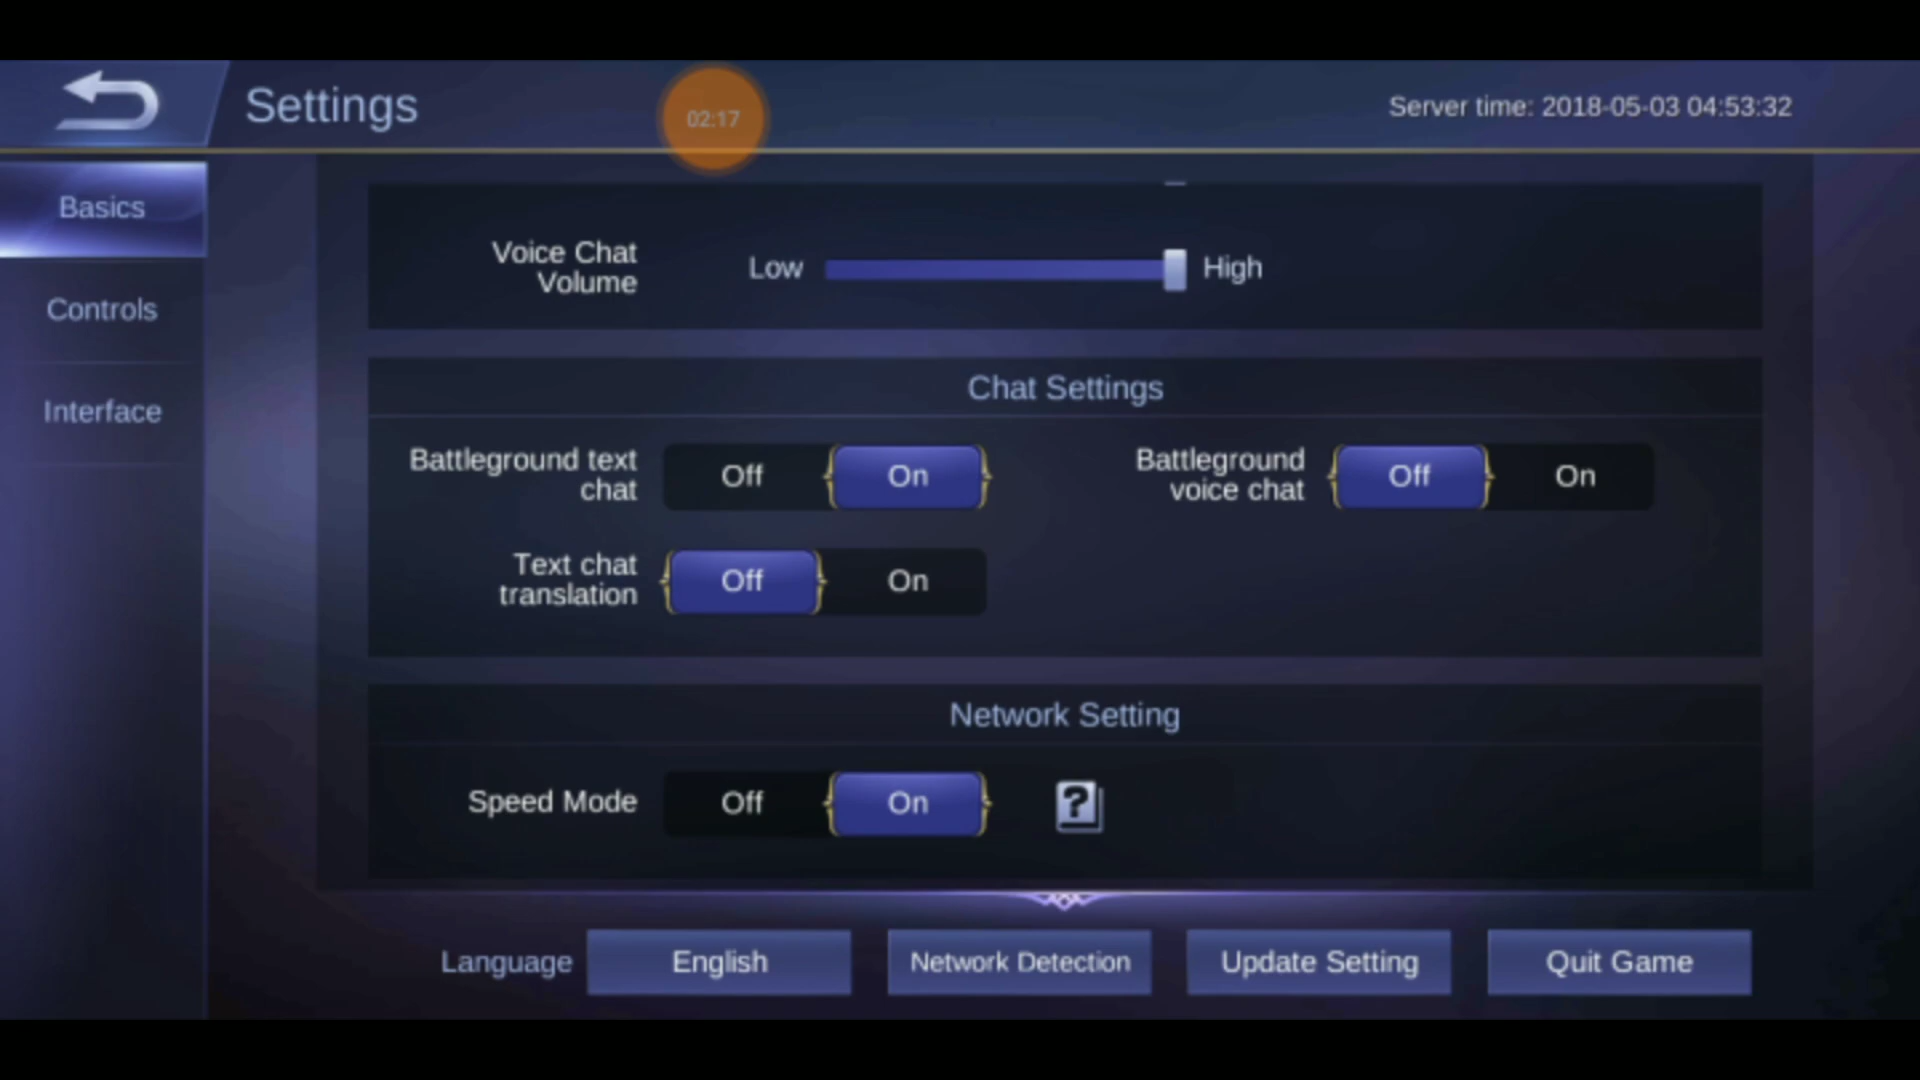 Settings
02:17
Server time: 2018-05-03 04:53:32
Basics
Controls
Interface
Voice Chat
Volume
Low
High
Chat Settings
Battleground text
chat
Off
On
Battleground
voice chat
Off
On
Text chat
translation
Off
On
Network Setting
Speed Mode
Off
On
?
Language
English
Network Detection
Update Setting
Quit Game